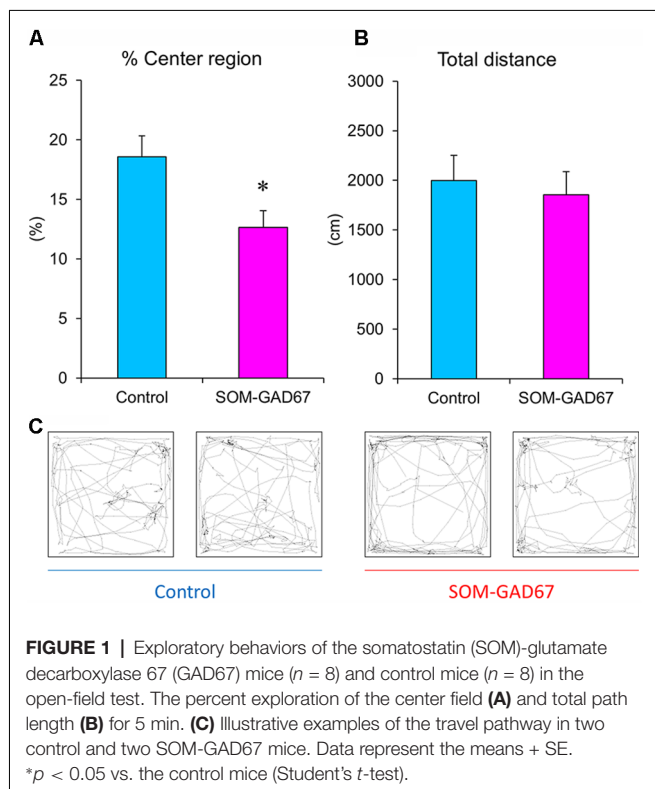 A
B
% Center region
Total distance
25
20
15
10
5
0
(%)
*
Control
SOM-GAD67
3000
2500
2000
1500
1000
500
0
(cm)
Control
SOM-GAD67
C
Control
SOM-GAD67
FIGURE 1 | Exploratory behaviors of the somatostatin (SOM)-glutamate
decarboxylase 67 (GAD67) mice (n = 8) and control mice (n = 8) in the
open-field test. The percent exploration of the center field (A) and total path
length (B) for 5 min. (C) Illustrative examples of the travel pathway in two
control and two SOM-GAD67 mice. Data represent the means + SE.
*p < 0.05 vs. the control mice (Student's t-test).